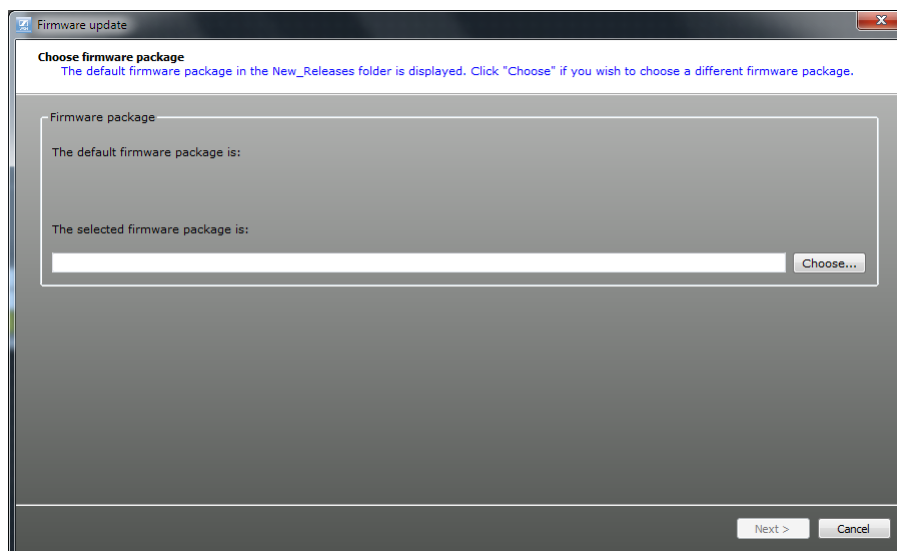 Firmware update
Choose firmware package
The default firmware package in the New_Releases folder is displayed. Click "Choose" if you wish to choose a different firmware package.
Firmware package
The default firmware package is:
The selected firmware package is:
Choose...
Next >
Cancel